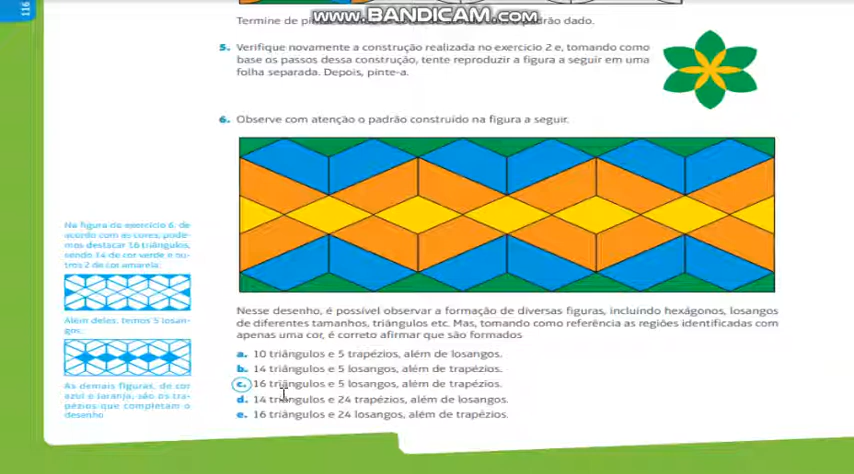 116
www.BANDICAM.com
Termine de
padrão dado.
5. Verifique novamente a construção realizada no exercício 2 e, tomando como
base os passos dessa construção, tente reproduzir a figura a seguir em uma
folha separada. Depois, pinte-a.
6. Observe com atenção o padrão construído na figura a seguir.
Na figura do exercício 6, de
acordo com as cores, pode-
mos destacar 16 triângulos,
sendo 14 de cor verde e ou-
tros 2 de cor amarela:
Além deles, temos 5 losan-
gos:
As demais figuras, de cor
azul e laranja, são os tra-
pézios que completam o
desenho
Nesse desenho, é possível observar a formação de diversas figuras, incluindo hexágonos, losangos
de diferentes tamanhos, triângulos etc. Mas, tomando como referência as regiões identificadas com
apenas uma cor, é correto afirmar que são formados
a. 10 triângulos e 5 trapézios, além de losangos.
b. 14 triângulos e 5 losangos, além de trapézios.
c. 16 triângulos e 5 losangos, além de trapézios.
d. 14 triângulos e 24 trapézios, além de losangos.
e. 16 triângulos e 24 losangos, além de trapézios.